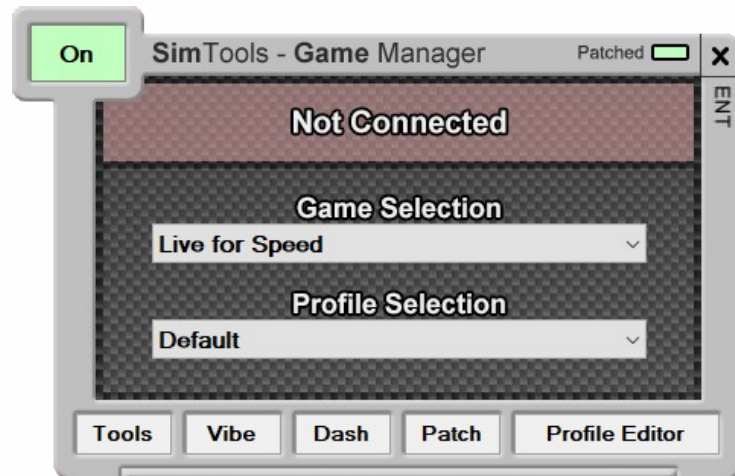 On
SimTools - Game Manager
Patched
X
ENT
Not Connected
Game Selection
Live for Speed
Profile Selection
Default
Tools
Vibe
Dash
Patch
Profile Editor